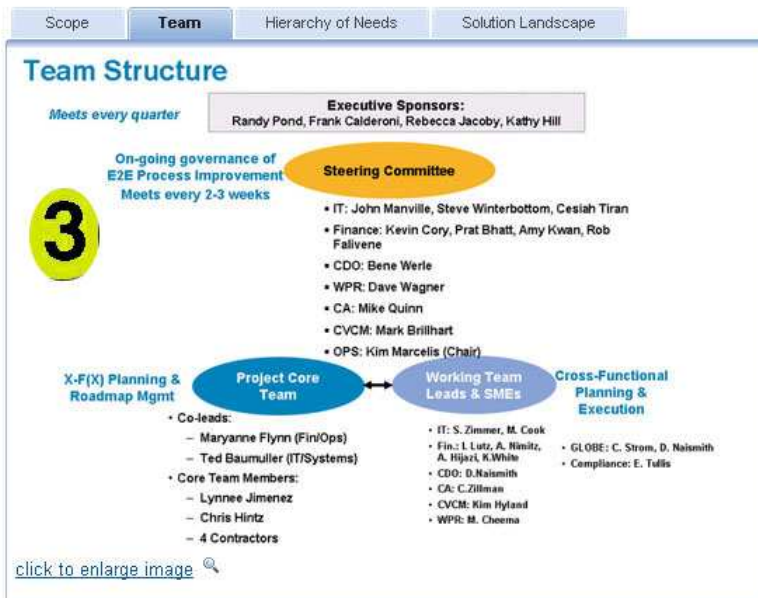 Scope Team Hierarchy of Needs Solution Landscape
Team Structure
Meets every quarter
Executive Sponsors:
Randy Pond, Frank Calderoni, Rebecca Jacoby, Kathy Hill
On-going governance of
E2E Process Improvement
Meets every 2-3 weeks
Steering Committee
3
• IT: John Manville, Steve Winterbottom, Cesiah Tiran
• Finance: Kevin Cory, Prat Bhatt, Amy Kwan, Rob
Falivene
• CDO: Bene Werle
• WPR: Dave Wagner
• CA: Mike Quinn
• CVCM: Mark Brillhart
• OPS: Kim Marcelis (Chair)
X-F(X) Planning &
Roadmap Mgmt
Project Core
Team
• Co-leads:
– Maryanne Flynn (Fin/Ops)
– Ted Baumuller (IT/Systems)
• Core Team Members:
– Lynnee Jimenez
– Chris Hintz
– 4 Contractors
Working Team
Leads & SMEs
• IT: S. Zimmer, M. Cook
• Fin.: I. Lutz, A. Nimitz,
A. Hijazi, K.White
• CDO: D.Naismith
• CA: C.Zillman
• CVCM: Kim Hyland
• WPR: M. Cheema
Cross-Functional
Planning &
Execution
• GLOBE: C. Strom, D. Naismith
• Compliance: E. Tullis
click to enlarge image